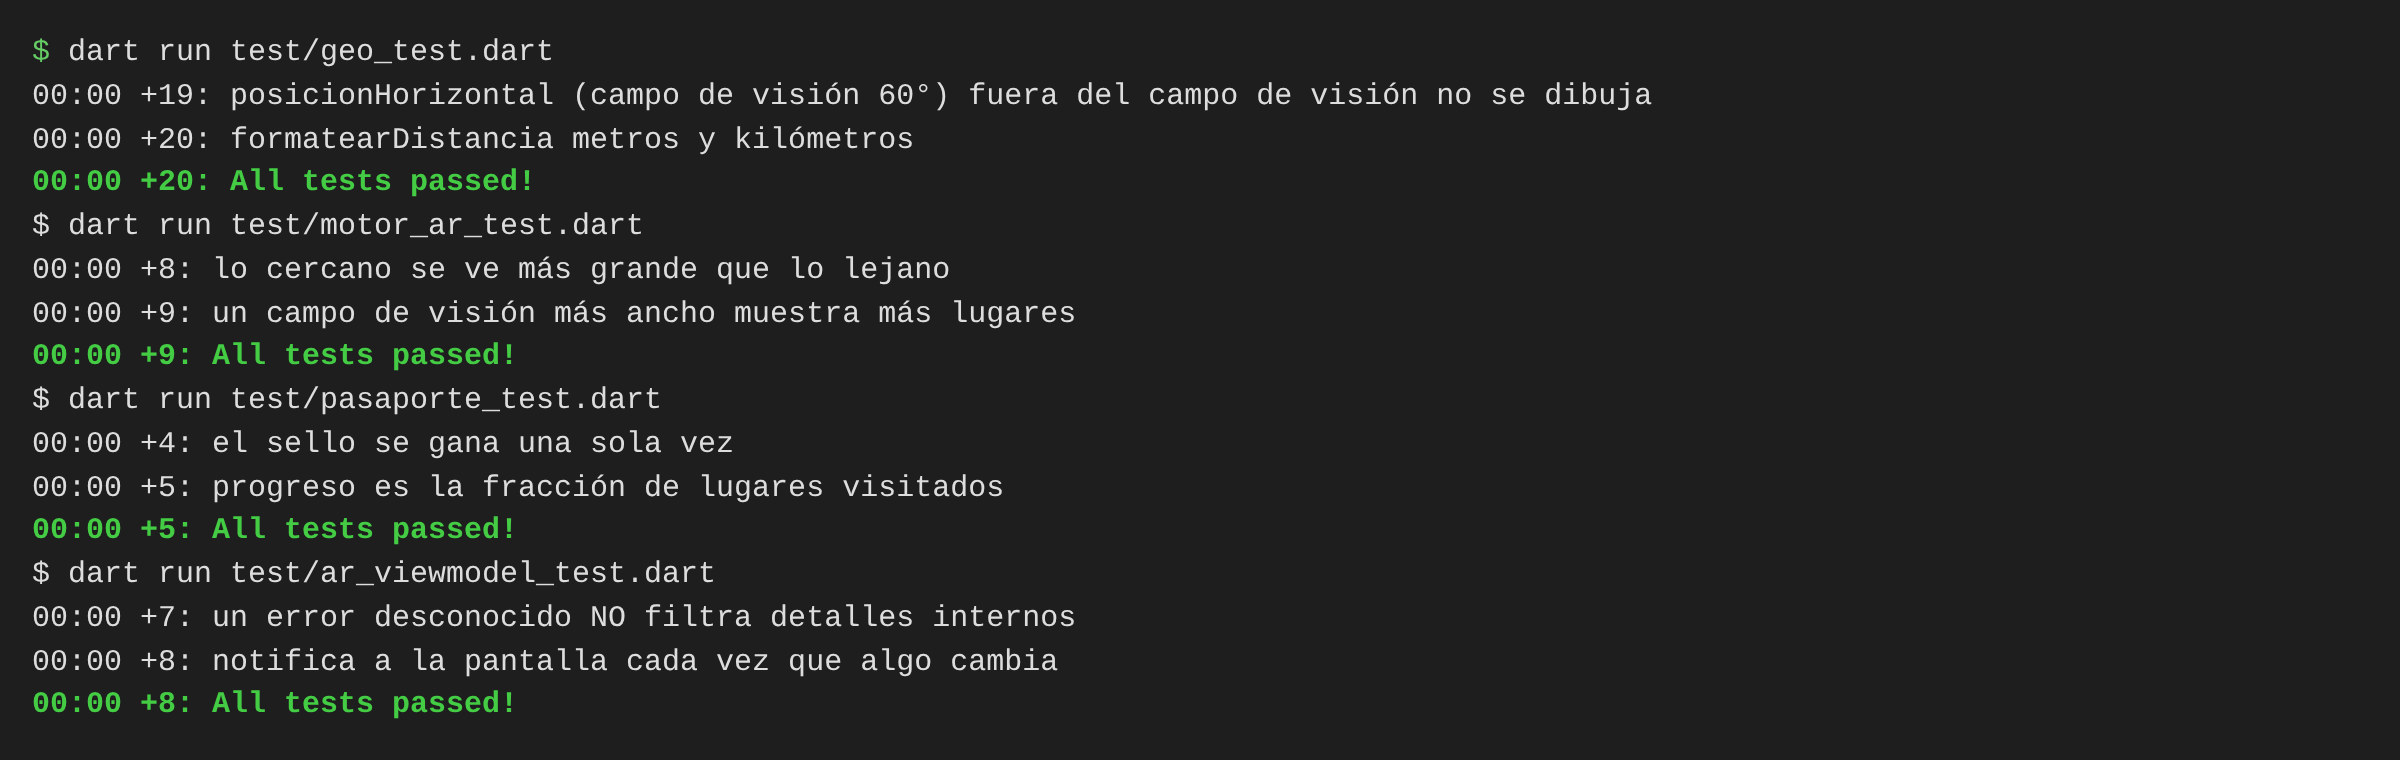 $ dart run test/geo_test.dart
00:00 +19: posicionHorizontal (campo de visión 60°) fuera del campo de visión no se dibuja
00:00 +20: formatearDistancia metros y kilómetros
00:00 +20: All tests passed!
$ dart run test/motor_ar_test.dart
00:00 +8: lo cercano se ve más grande que lo lejano
00:00 +9: un campo de visión más ancho muestra más lugares
00:00 +9: All tests passed!
$ dart run test/pasaporte_test.dart
00:00 +4: el sello se gana una sola vez
00:00 +5: progreso es la fracción de lugares visitados
00:00 +5: All tests passed!
$ dart run test/ar_viewmodel_test.dart
00:00 +7: un error desconocido NO filtra detalles internos
00:00 +8: notifica a la pantalla cada vez que algo cambia
00:00 +8: All tests passed!